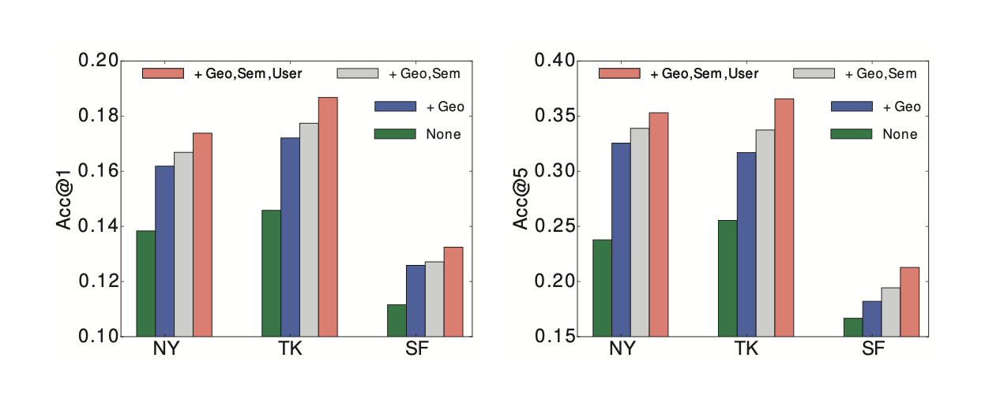 Acc@1
0.20
0.18
0.16
0.14
0.12
0.10
+ Geo,Sem,User
+ Geo,Sem
+ Geo
None
NY TK SF
Acc@5
0.40
0.35
0.30
0.25
0.20
0.15
+ Geo,Sem,User
+ Geo,Sem
+ Geo
None
NY TK SF